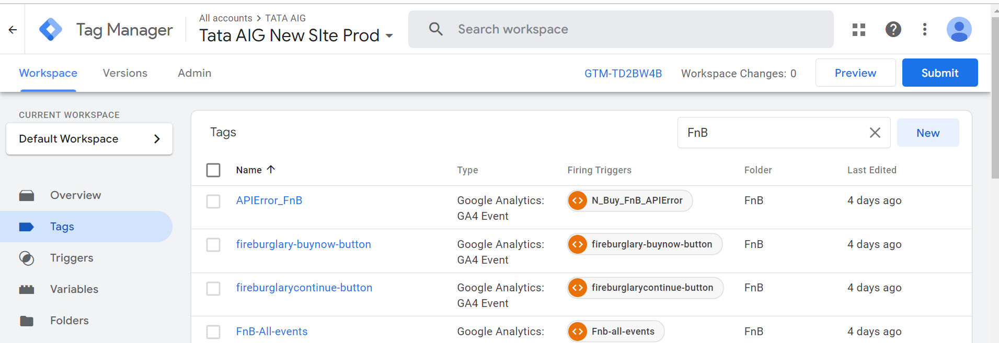 Tag Manager
All accounts > TATA AIG
Tata AIG New SIte Prod
Search workspace
Workspace
Versions
Admin
GTM-TD2BW4B
Workspace Changes: 0
Preview
Submit
CURRENT WORKSPACE
Default Workspace
Overview
Tags
Triggers
Variables
Folders
Tags
FnB
New
Name
Type
Firing Triggers
Folder
Last Edited
APIError_FnB
Google Analytics:
GA4 Event
N_Buy_FnB_APIError
FnB
4 days ago
fireburglary-buynow-button
Google Analytics:
GA4 Event
fireburglary-buynow-button
FnB
4 days ago
fireburglarycontinue-button
Google Analytics:
GA4 Event
fireburglarycontinue-button
FnB
4 days ago
FnB-All-events
Google Analytics:
Fnb-all-events
FnB
4 days ago